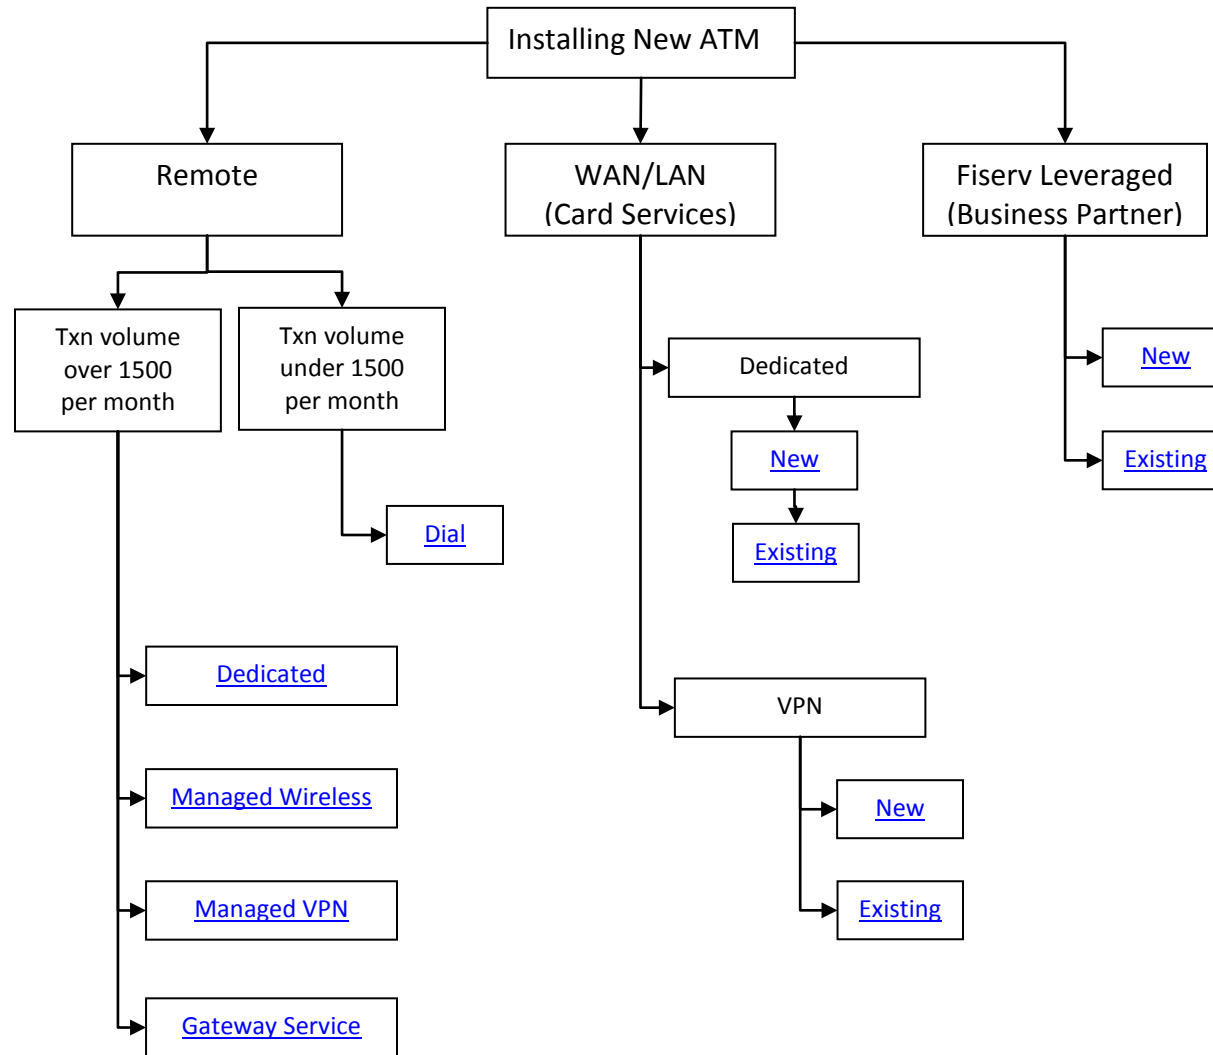 Installing New ATM
Remote
WAN/LAN
(Card Services)
Fiserv Leveraged
(Business Partner)
Txn volume
over 1500
per month
Txn volume
under 1500
per month
Dedicated
New
New
Existing
Existing
Dial
Dedicated
VPN
Managed Wireless
New
Managed VPN
Existing
Gateway Service